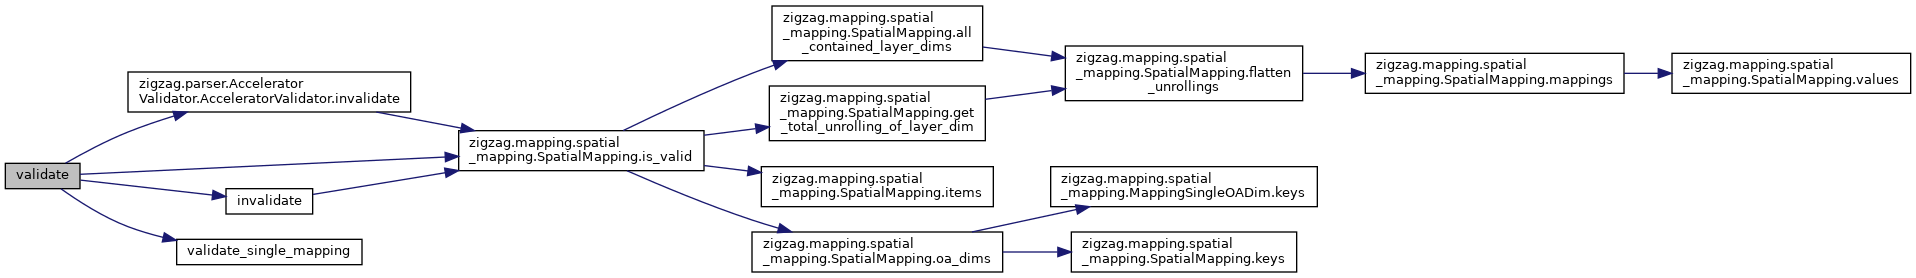 validate
zigzag.parser.Accelerator
Validator.AcceleratorValidator.invalidate
invalidate
validate_single_mapping
zigzag.mapping.spatial
_mapping.SpatialMapping.is_valid
zigzag.mapping.spatial
_mapping.SpatialMapping.all
_contained_layer_dims
zigzag.mapping.spatial
_mapping.SpatialMapping.get
_total_unrolling_of_layer_dim
zigzag.mapping.spatial
_mapping.SpatialMapping.items
zigzag.mapping.spatial
_mapping.SpatialMapping.oa_dims
zigzag.mapping.spatial
_mapping.SpatialMapping.flatten
_unrollings
zigzag.mapping.spatial
_mapping.MappingSingleOADim.keys
zigzag.mapping.spatial
_mapping.SpatialMapping.keys
zigzag.mapping.spatial
_mapping.SpatialMapping.mappings
zigzag.mapping.spatial
_mapping.SpatialMapping.values